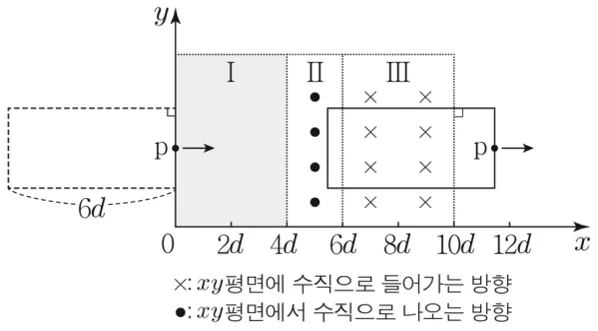 y
I II III
p p
6d
0 2d 4d 6d 8d 10d 12d x
×: xy평면에 수직으로 들어가는 방향
●: xy평면에서 수직으로 나오는 방향